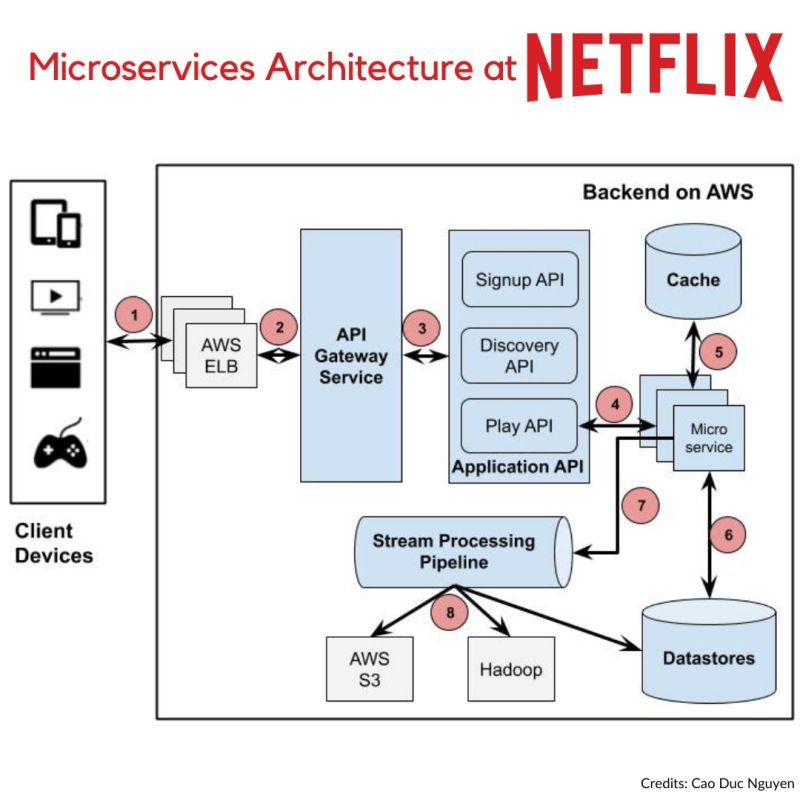 Microservices Architecture at NETFLIX
Backend on AWS
Cache
Signup API
1
2
3
API
Gateway
Service
AWS
ELB
Discovery
API
5
4
Play API
Micro
service
Application API
7
Client
Devices
Stream Processing
Pipeline
6
8
AWS
S3
Hadoop
Datastores
Credits: Cao Duc Nguyen